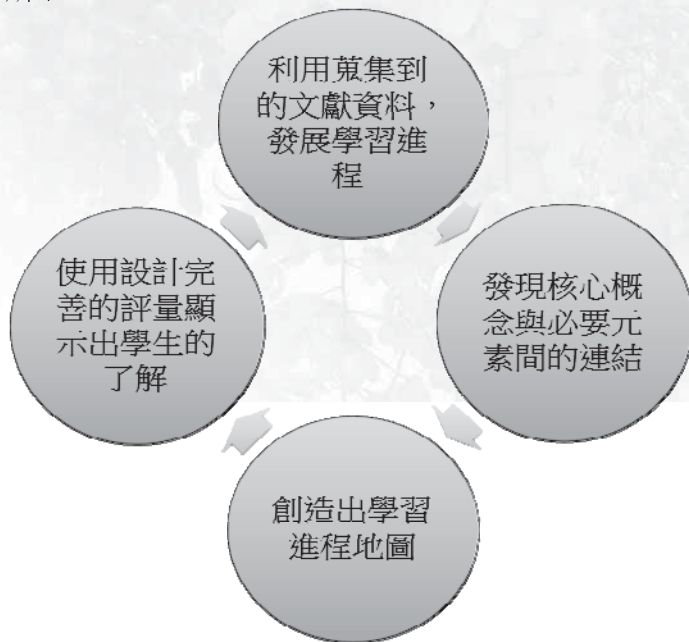 利用蒐集到
的文獻資料，
發展學習進
程
使用設計完
善的評量顯
示出學生的
了解
發現核心概
念與必要元
素間的連結
創造出學習
進程地圖